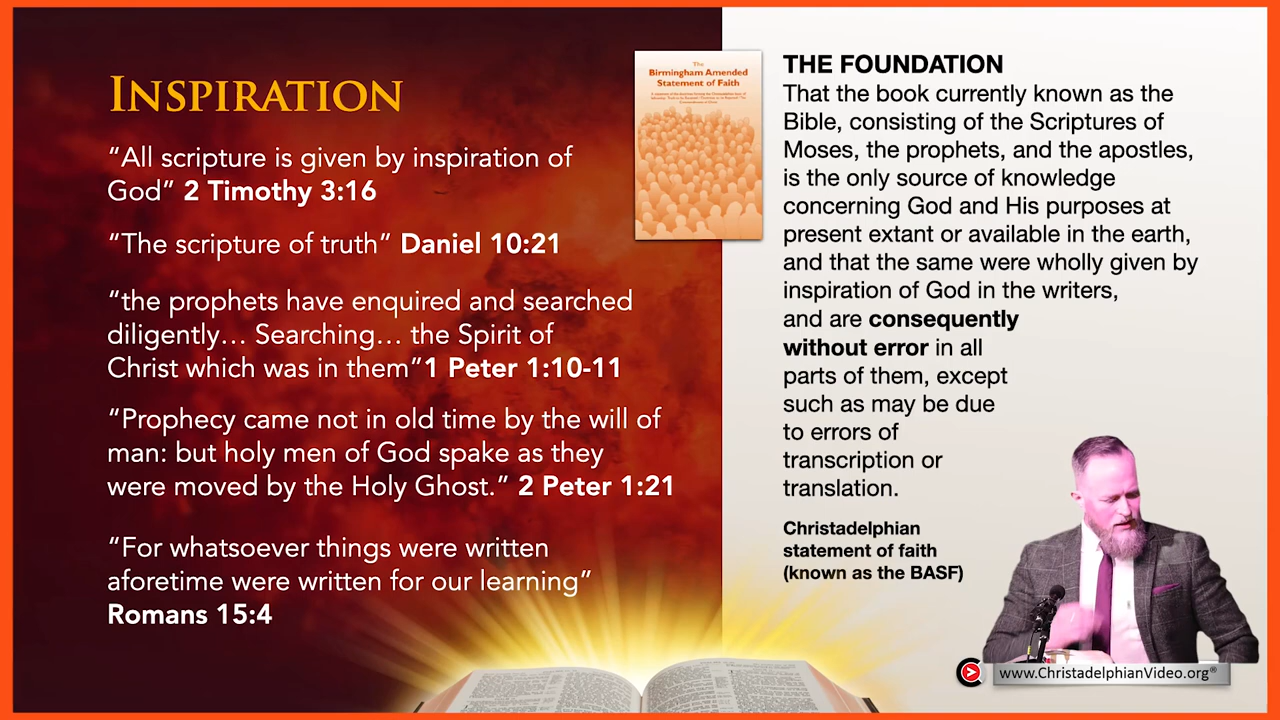 INSPIRATION
“All scripture is given by inspiration of
God” 2 Timothy 3:16
“The scripture of truth” Daniel 10:21
“the prophets have enquired and searched
diligently… Searching… the Spirit of
Christ which was in them”1 Peter 1:10-11
“Prophecy came not in old time by the will of
man: but holy men of God spake as they
were moved by the Holy Ghost.” 2 Peter 1:21
“For whatsoever things were written
aforetime were written for our learning”
Romans 15:4
The
Birmingham Amended
Statement of Faith
THE FOUNDATION
That the book currently known as the
Bible, consisting of the Scriptures of
Moses, the prophets, and the apostles,
is the only source of knowledge
concerning God and His purposes at
present extant or available in the earth,
and that the same were wholly given by
inspiration of God in the writers,
and are consequently
without error in all
parts of them, except
such as may be due
to errors of
transcription or
translation.
Christadelphian
statement of faith
(known as the BASF)
www.ChristadelphianVideo.org®